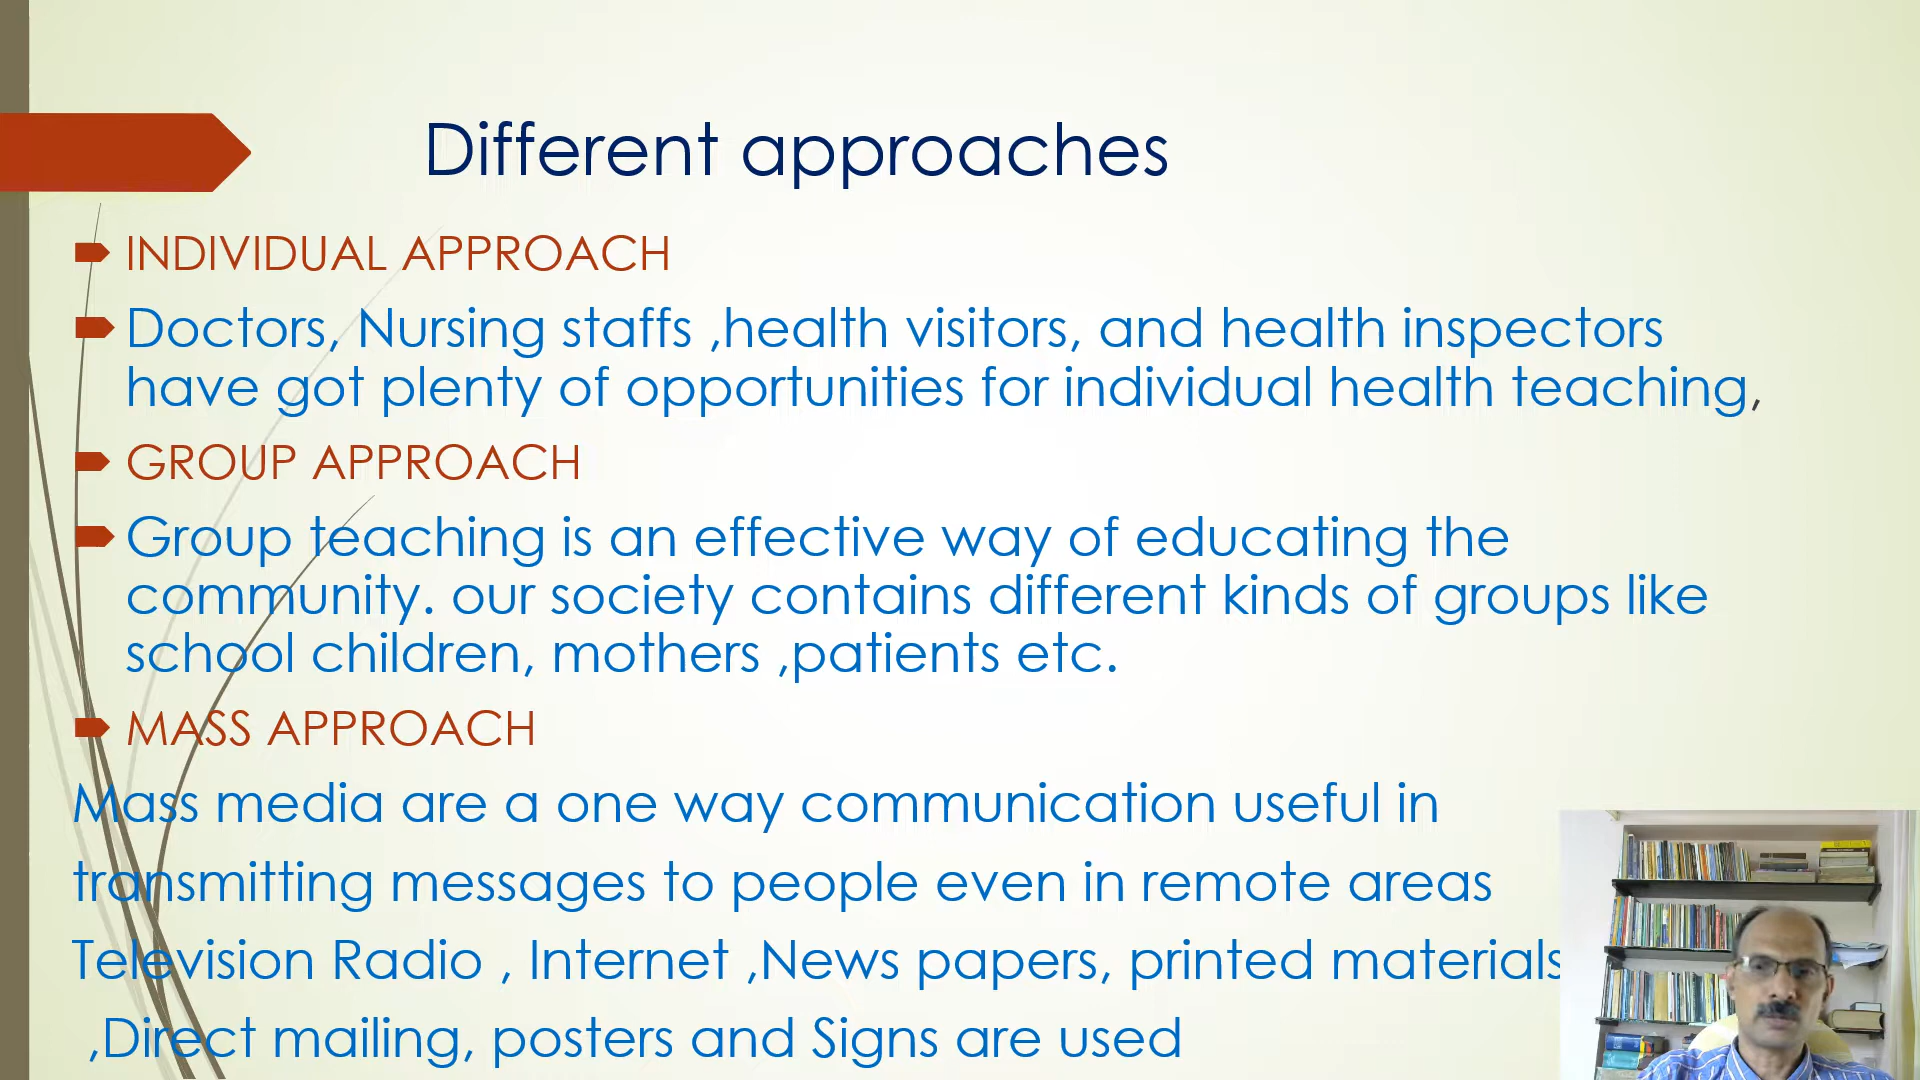 Different approaches
INDIVIDUAL APPROACH
Doctors, Nursing staffs ,health visitors, and health inspectors
have got plenty of opportunities for individual health teaching,
GROUP APPROACH
Group teaching is an effective way of educating the
community. our society contains different kinds of groups like
school children, mothers ,patients etc.
MASS APPROACH
Mass media are a one way communication useful in
transmitting messages to people even in remote areas
Television Radio , Internet ,News papers, printed materials
,Direct mailing, posters and Signs are used